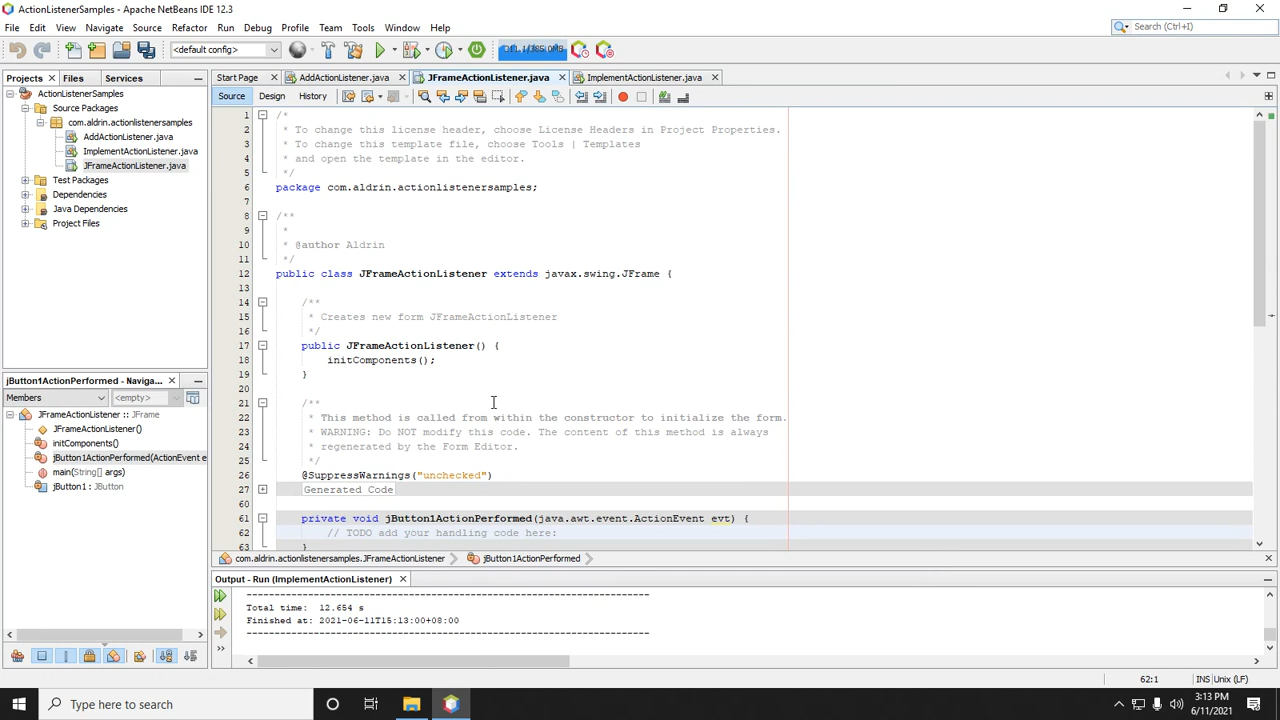 ActionListenerSamples - Apache NetBeans IDE 12.3
File Edit View Navigate Source Refactor Run Debug Profile Team Tools Window Help
Search (Ctrl+I)
<default config>
Projects Files Services
Start Page AddActionListener.java JFrameActionListener.java ImplementActionListener.java
Source Design History
ActionListenerSamples
Source Packages
com.aldrin.actionlistenersamples
AddActionListener.java
ImplementActionListener.java
JFrameActionListener.java
Test Packages
Dependencies
Java Dependencies
Project Files
jButton1ActionPerformed - Naviga...
Members <empty>
JFrameActionListener :: JFrame
JFrameActionListener()
initComponents()
jButton1ActionPerformed(ActionEvent e
main(String[] args)
jButton1 : JButton
1 /*
2 * To change this license header, choose License Headers in Project Properties.
3 * To change this template file, choose Tools | Templates
4 * and open the template in the editor.
5 */
6 package com.aldrin.actionlistenersamples;
7
8 /**
9 *
10 * @author Aldrin
11 */
12 public class JFrameActionListener extends javax.swing.JFrame {
13
14 /**
15 * Creates new form JFrameActionListener
16 */
17 public JFrameActionListener() {
18 initComponents();
19 }
20
21 /**
22 * This method is called from within the constructor to initialize the form.
23 * WARNING: Do NOT modify this code. The content of this method is always
24 * regenerated by the Form Editor.
25 */
26 @SuppressWarnings("unchecked")
27 Generated Code
60
61 private void jButton1ActionPerformed(java.awt.event.ActionEvent evt) {
62 // TODO add your handling code here:
63 }
com.aldrin.actionlistenersamples.JFrameActionListener jButton1ActionPerformed
Output - Run (ImplementActionListener)
------------------------------------------------------------------------
Total time: 12.654 s
Finished at: 2021-06-11T15:13:00+08:00
------------------------------------------------------------------------
62:1 INS Unix (LF)
Type here to search
3:13 PM
6/11/2021